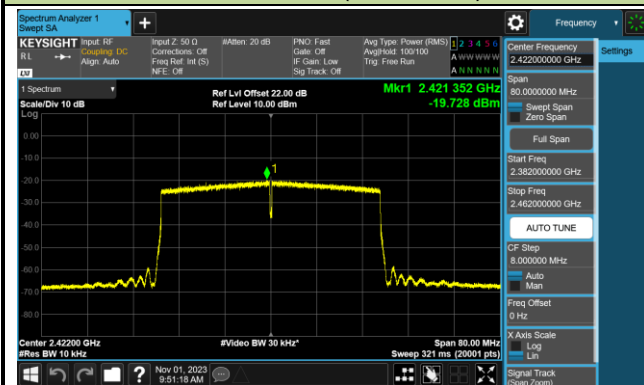 Spectrum Analyzer 1
Swept SA
+
Frequency
KEYSIGHT
Input: RF
Input Z: 50 Ω
#Atten: 20 dB
PNO: Fast
Avg Type: Power (RMS)
1 2 3 4 5 6
RL
Coupling: DC
Corrections: Off
Gate: Off
Avg|Hold: 100/100
A W W W W W
Align: Auto
Freq Ref: Int (S)
IF Gain: Low
Trig: Free Run
A N N N N N
NFE: Off
Sig Track: Off
Center Frequency
2.422000000 GHz
Settings
1 Spectrum
Ref Lvl Offset 22.00 dB
Mkr1 2.421 352 GHz
Scale/Div 10 dB
Ref Level 10.00 dBm
-19.728 dBm
Log
Span
80.0000000 MHz
Swept Span
Zero Span
Full Span
Start Freq
2.382000000 GHz
Stop Freq
2.462000000 GHz
AUTO TUNE
CF Step
8.000000 MHz
Auto
Man
Freq Offset
0 Hz
X Axis Scale
Log
Lin
Signal Track
(Span Zoom)
0.00
-10.0
-20.0
-30.0
-40.0
-50.0
-60.0
-70.0
-80.0
1
Center 2.42200 GHz
#Video BW 30 kHz*
Span 80.00 MHz
#Res BW 10 kHz
Sweep 321 ms (20001 pts)
?
Nov 01, 2023
9:51:18 AM